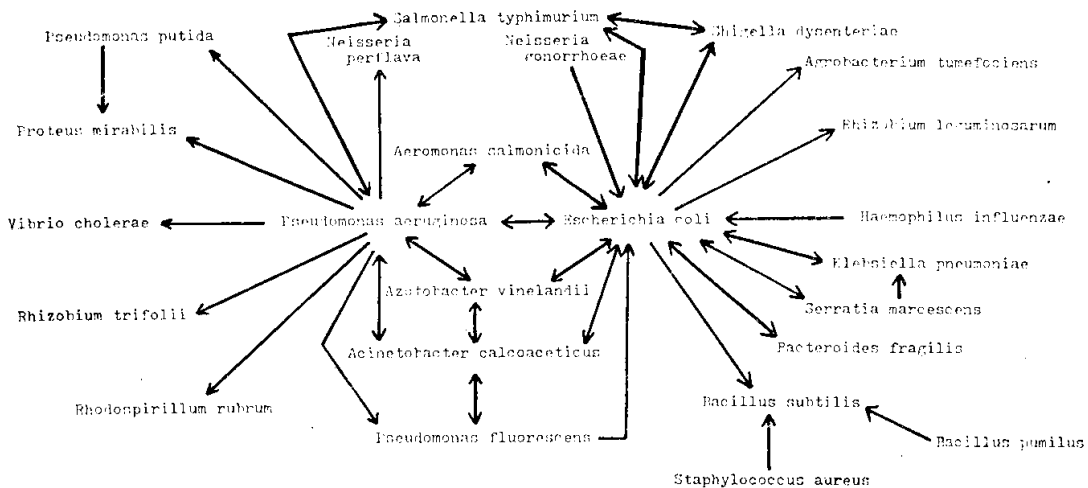 Salmonella typhimurium
Pseudomonas putida
Neisseria
perflava
Neisseria
gonorrhoeae
Shigella dysenteriae
Agrobacterium tumefociens
Proteus mirabilis
Rhizobium leguminosarum
Aeromonas salmonicida
Vibrio cholerae
Pseudomonas aeruginosa
Escherichia coli
Haemophilus influenzae
Klebsiella pneumoniae
Azotobacter vinelandii
Serratia marcescens
Rhizobium trifolii
Acinetobacter calcoaceticus
Bacteroides fragilis
Rhodospirillum rubrum
Bacillus subtilis
Pseudomonas fluorescens
Bacillus pumilus
Staphylococcus aureus